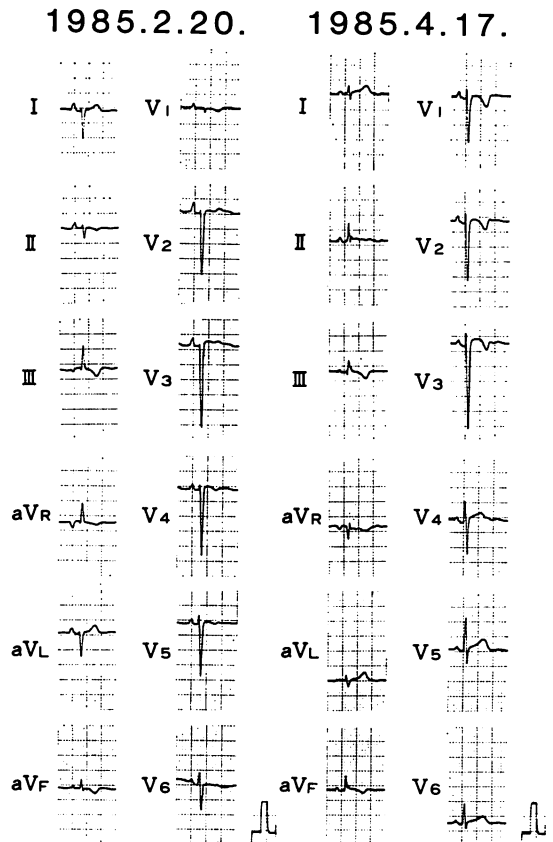 1985.2.20. 1985.4.17.
I V1 I V1
II V2 II V2
III V3 III V3
aVR V4 aVR V4
aVL V5 aVL V5
aVF V6 aVF V6